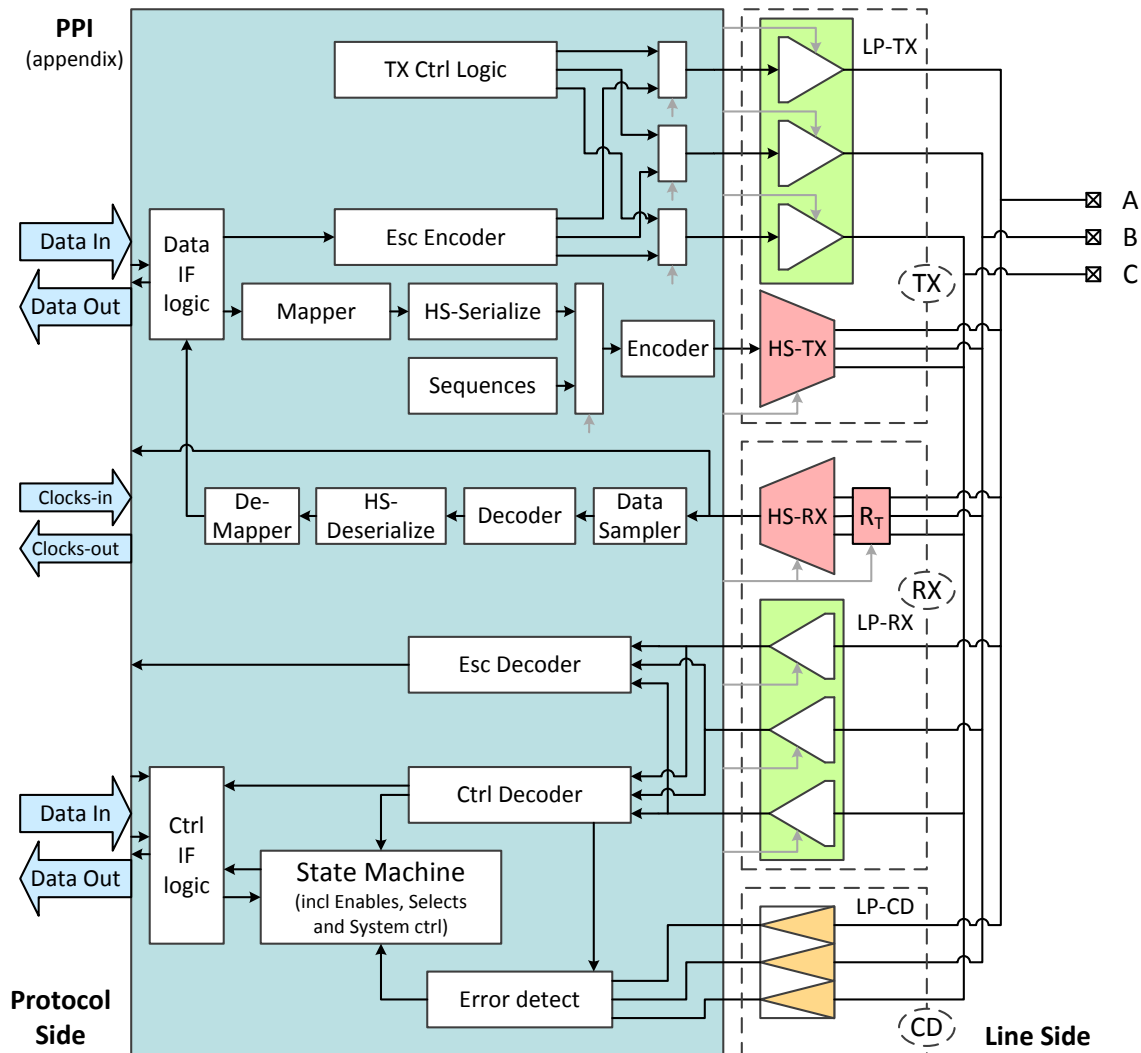 PPI
(appendix)
TX Ctrl Logic
LP-TX
A
B
C
Data In
Data Out
Data
IF
logic
Esc Encoder
TX
Mapper
HS-Serialize
Sequences
Encoder
HS-TX
Clocks-in
Clocks-out
De-
Mapper
HS-
Deserialize
Decoder
Data
Sampler
HS-RX
RT
RX
LP-RX
Esc Decoder
Ctrl Decoder
Data In
Data Out
Ctrl
IF
logic
State Machine
(incl Enables, Selects
and System ctrl)
LP-CD
Error detect
CD
Protocol
Side
Line Side